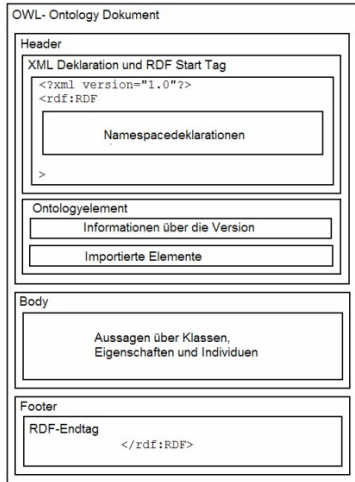 OWL- Ontology Dokument
Header
XML Deklaration und RDF Start Tag
<?xml version="1.0"?>
<rdf:RDF
Namespacedeklarationen
>
Ontologyelement
Informationen über die Version
Importierte Elemente
Body
Aussagen über Klassen,
Eigenschaften und Individuen
Footer
RDF-Endtag
</rdf:RDF>